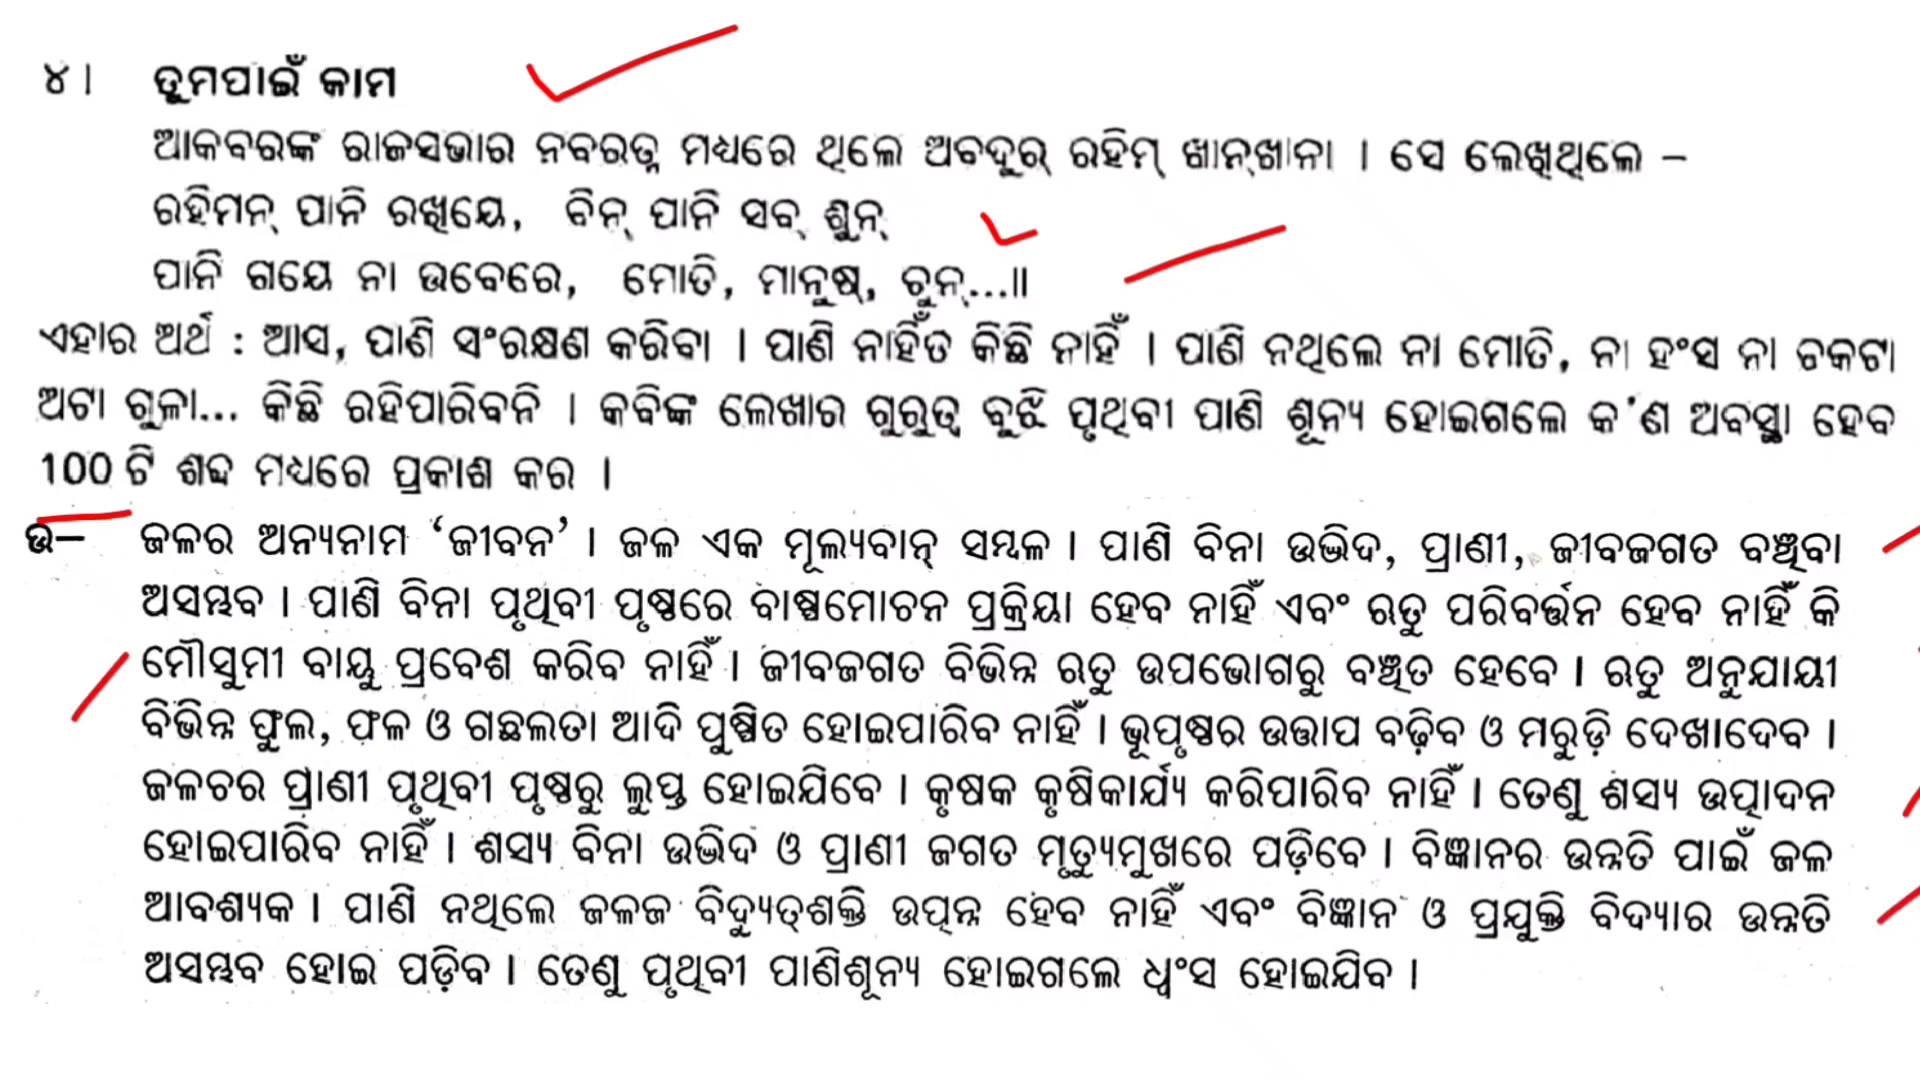 ୪। ତୁମପାଇଁ କାମ
ଆକବରଙ୍କ ରାଜସଭାର ନବରତ୍ନ ମଧ୍ୟରେ ଥିଲେ ଅବଦୁର୍ ରହିମ୍ ଖାନ୍‌ଖାନା । ସେ ଲେଖିଥିଲେ –
ରହିମନ୍ ପାନି ରଖିୟେ, ବିନ୍ ପାନି ସବ୍ ଶୁନ୍
ପାନି ଗୟେ ନା ଉବେରେ, ମୋତି, ମାନୁଷ୍, ଚୁନ୍...॥
ଏହାର ଅର୍ଥ : ଆସ, ପାଣି ସଂରକ୍ଷଣ କରିବା । ପାଣି ନାହିଁତ କିଛି ନାହିଁ । ପାଣି ନଥିଲେ ନା ମୋତି, ନା ହଂସ ନା ଚକଟା
ଅଟା ଗୁଳା... କିଛି ରହିପାରିବନି । କବିଙ୍କ ଲେଖାର ଗୁରୁତ୍ୱ ବୁଝି ପୃଥିବୀ ପାଣି ଶୂନ୍ୟ ହୋଇଗଲେ କ'ଣ ଅବସ୍ଥା ହେବ
100 ଟି ଶବ୍ଦ ମଧ୍ୟରେ ପ୍ରକାଶ କର ।
ଉ– ଜଳର ଅନ୍ୟନାମ ‘ଜୀବନ’ । ଜଳ ଏକ ମୂଲ୍ୟବାନ୍ ସମ୍ବଳ । ପାଣି ବିନା ଉଦ୍ଭିଦ, ପ୍ରାଣୀ, ଜୀବଜଗତ ବଞ୍ଚିବା
ଅସମ୍ଭବ । ପାଣି ବିନା ପୃଥିବୀ ପୃଷ୍ଠରେ ବାଷ୍ପମୋଚନ ପ୍ରକ୍ରିୟା ହେବ ନାହିଁ ଏବଂ ଋତୁ ପରିବର୍ତ୍ତନ ହେବ ନାହିଁ କି
ମୌସୁମୀ ବାୟୁ ପ୍ରବେଶ କରିବ ନାହିଁ । ଜୀବଜଗତ ବିଭିନ୍ନ ଋତୁ ଉପଭୋଗରୁ ବଞ୍ଚିତ ହେବେ । ଋତୁ ଅନୁଯାୟୀ
ବିଭିନ୍ନ ଫୁଲ, ଫଳ ଓ ଗଛଲତା ଆଦି ପୁଷ୍ପିତ ହୋଇପାରିବ ନାହିଁ । ଭୂପୃଷ୍ଠର ଉତ୍ତାପ ବଢ଼ିବ ଓ ମରୁଡ଼ି ଦେଖାଦେବ ।
ଜଳଚର ପ୍ରାଣୀ ପୃଥିବୀ ପୃଷ୍ଠରୁ ଲୁପ୍ତ ହୋଇଯିବେ । କୃଷକ କୃଷିକାର୍ଯ୍ୟ କରିପାରିବ ନାହିଁ । ତେଣୁ ଶସ୍ୟ ଉତ୍ପାଦନ
ହୋଇପାରିବ ନାହିଁ । ଶସ୍ୟ ବିନା ଉଦ୍ଭିଦ ଓ ପ୍ରାଣୀ ଜଗତ ମୃତ୍ୟୁମୁଖରେ ପଡ଼ିବେ । ବିଜ୍ଞାନର ଉନ୍ନତି ପାଇଁ ଜଳ
ଆବଶ୍ୟକ । ପାଣି ନଥିଲେ ଜଳଜ ବିଦ୍ୟୁତ୍‌ଶକ୍ତି ଉତ୍ପନ୍ନ ହେବ ନାହିଁ ଏବଂ ବିଜ୍ଞାନ ଓ ପ୍ରଯୁକ୍ତି ବିଦ୍ୟାର ଉନ୍ନତି
ଅସମ୍ଭବ ହୋଇ ପଡ଼ିବ । ତେଣୁ ପୃଥିବୀ ପାଣିଶୂନ୍ୟ ହୋଇଗଲେ ଧ୍ୱଂସ ହୋଇଯିବ ।